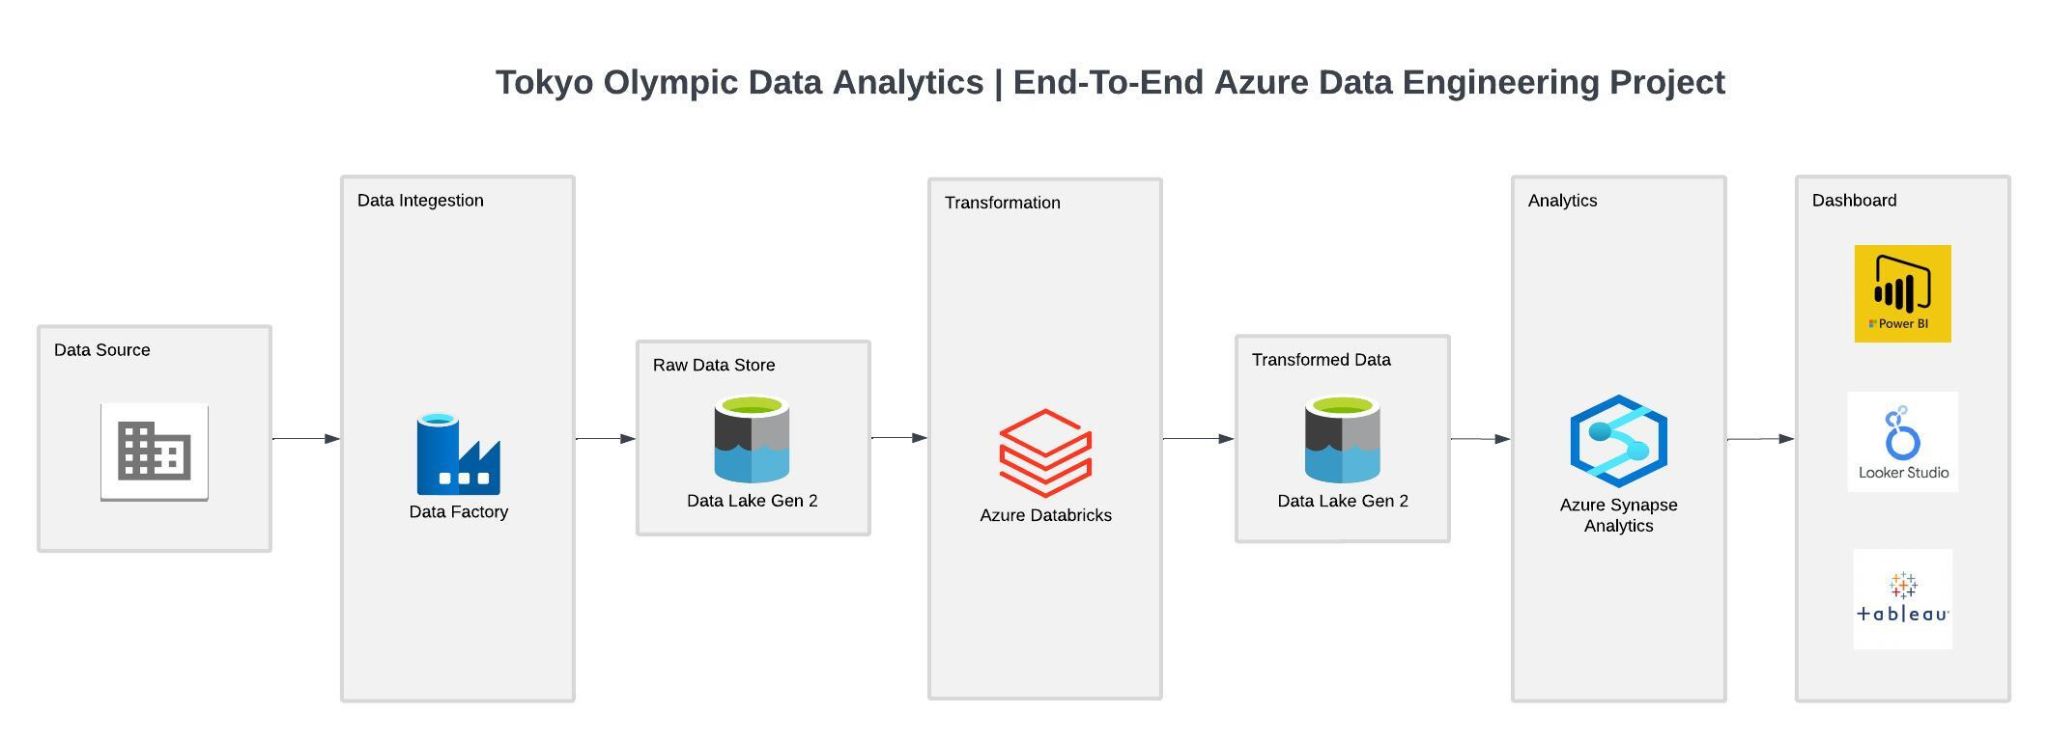 Tokyo Olympic Data Analytics | End-To-End Azure Data Engineering Project
Data Source
Data Integestion
Data Factory
Raw Data Store
Data Lake Gen 2
Transformation
Azure Databricks
Transformed Data
Data Lake Gen 2
Analytics
Azure Synapse
Analytics
Dashboard
Power BI
Looker Studio
+ableau